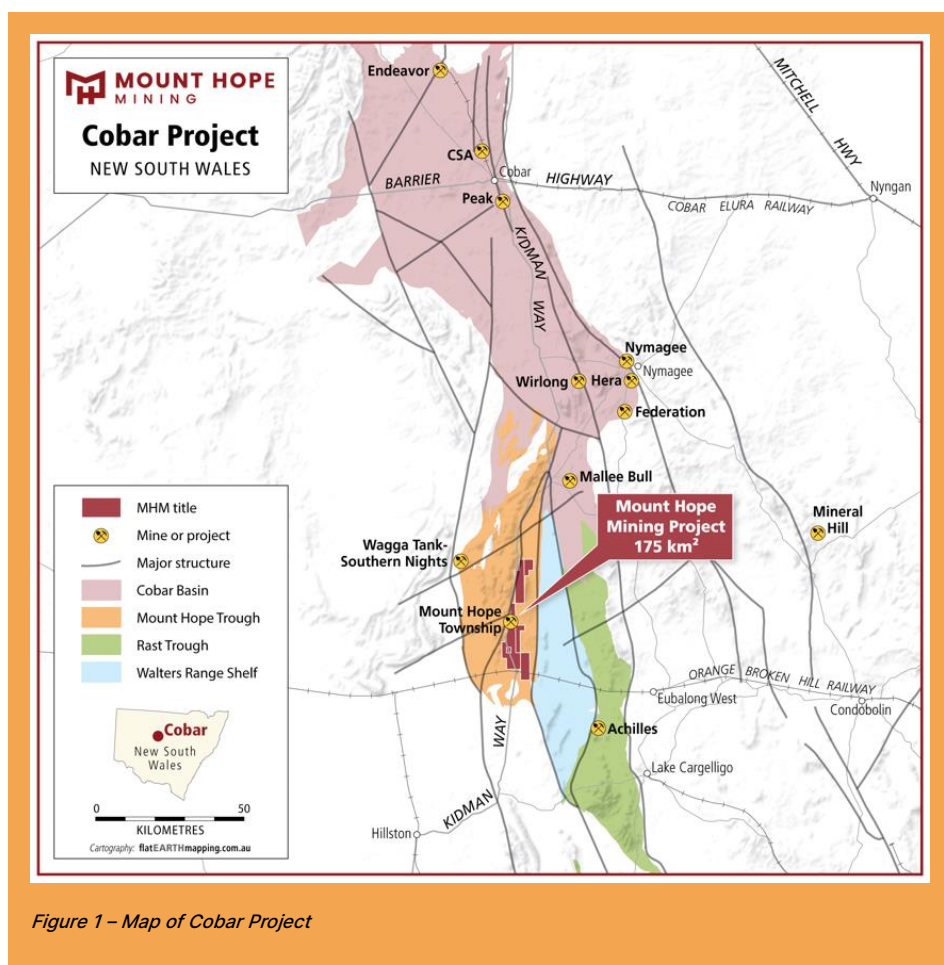 MOUNT HOPE
MINING
Cobar Project
NEW SOUTH WALES
Endeavor
CSA
Cobar
BARRIER
HIGHWAY
Peak
MITCHELL
HWY
Nyngan
COBAR ELURA RAILWAY
KIDMAN
WAY
Nymagee
Nymagee
Wirlong
Hera
Federation
Mallee Bull
Mount Hope
Mining Project
175 km²
Mineral
Hill
Wagga Tank-
Southern Nights
Mount Hope
Township
MHM title
Mine or project
Major structure
Cobar Basin
Mount Hope Trough
Rast Trough
Walters Range Shelf
Cobar
New South
Wales
0
50
KILOMETRES
Cartography: flatEARTHmapping.com.au
ORANGE BROKEN HILL RAILWAY
Eubalong West
Condobolin
Achilles
Lake Cargelligo
WAY
KIDMAN
Hillston
Figure 1 – Map of Cobar Project